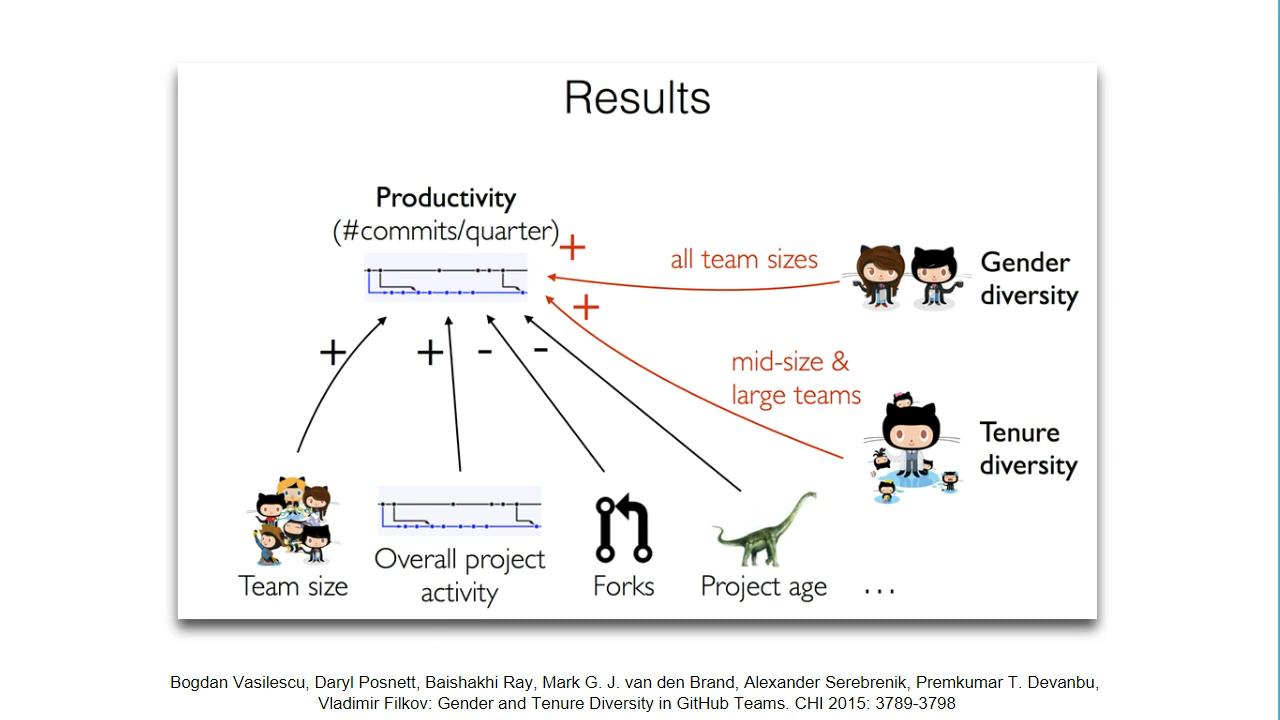 Results
Productivity
(#commits/quarter)
+
all team sizes
Gender
diversity
+
+
+
-
-
mid-size &
large teams
Tenure
diversity
Team size
Overall project
activity
Forks
Project age
...
Bogdan Vasilescu, Daryl Posnett, Baishakhi Ray, Mark G. J. van den Brand, Alexander Serebrenik, Premkumar T. Devanbu,
Vladimir Filkov: Gender and Tenure Diversity in GitHub Teams. CHI 2015: 3789-3798